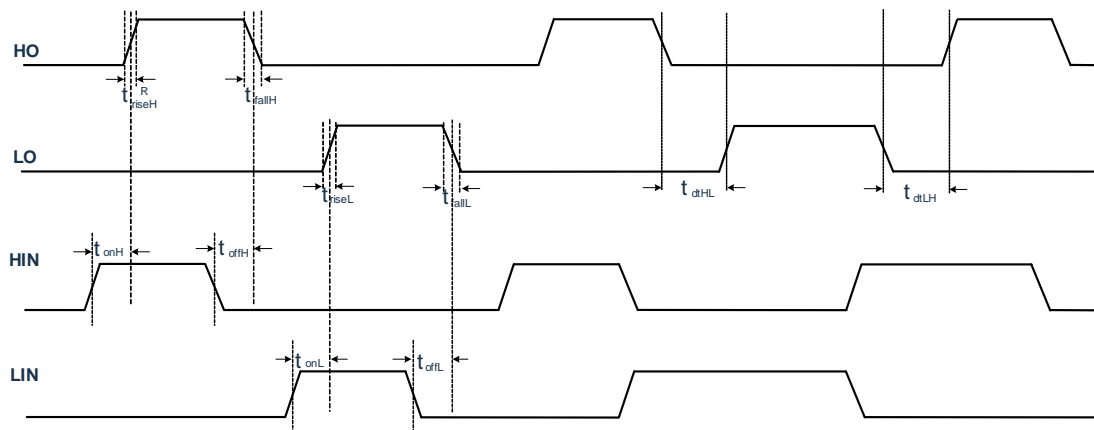 HO
t riseH R
t fallH
LO
t riseL
t fallL
t dtHL
t dtLH
t onH
t offH
HIN
t onL
t offL
LIN